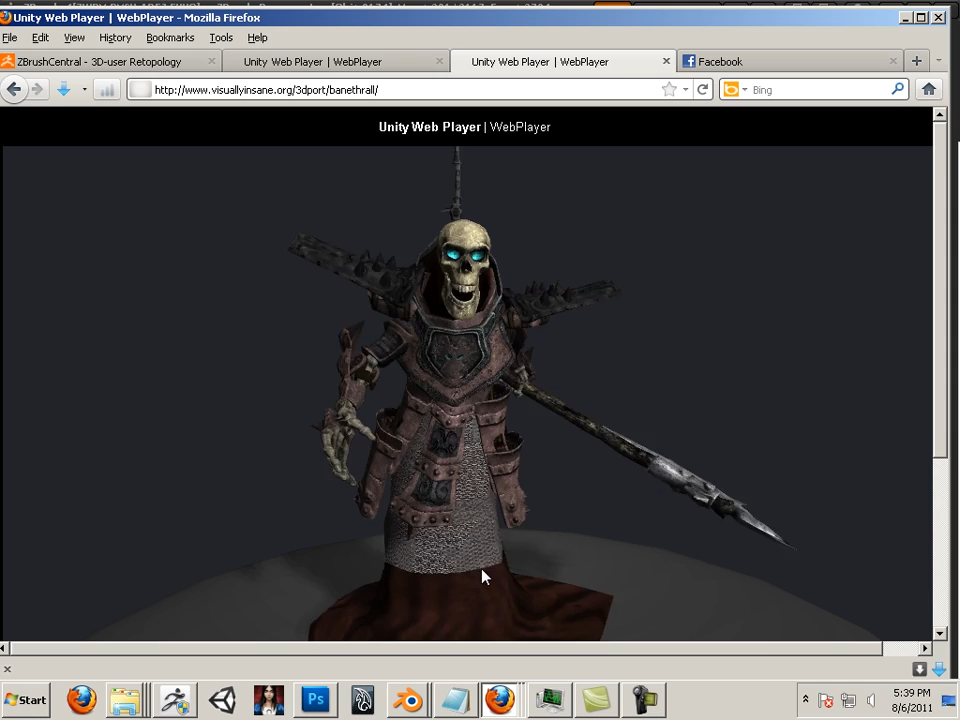 Unity Web Player | WebPlayer - Mozilla Firefox
File Edit View History Bookmarks Tools Help
ZBrushCentral - 3D-user Retopology Unity Web Player | WebPlayer Unity Web Player | WebPlayer Facebook
http://www.visuallyinsane.org/3dport/banethrall/ Bing
Unity Web Player | WebPlayer
Start Ps 5:39 PM
8/6/2011